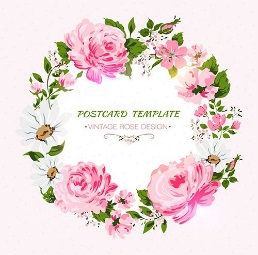 POSTCARD TEMPLATE
• VINTAGE ROSE DESIGN •